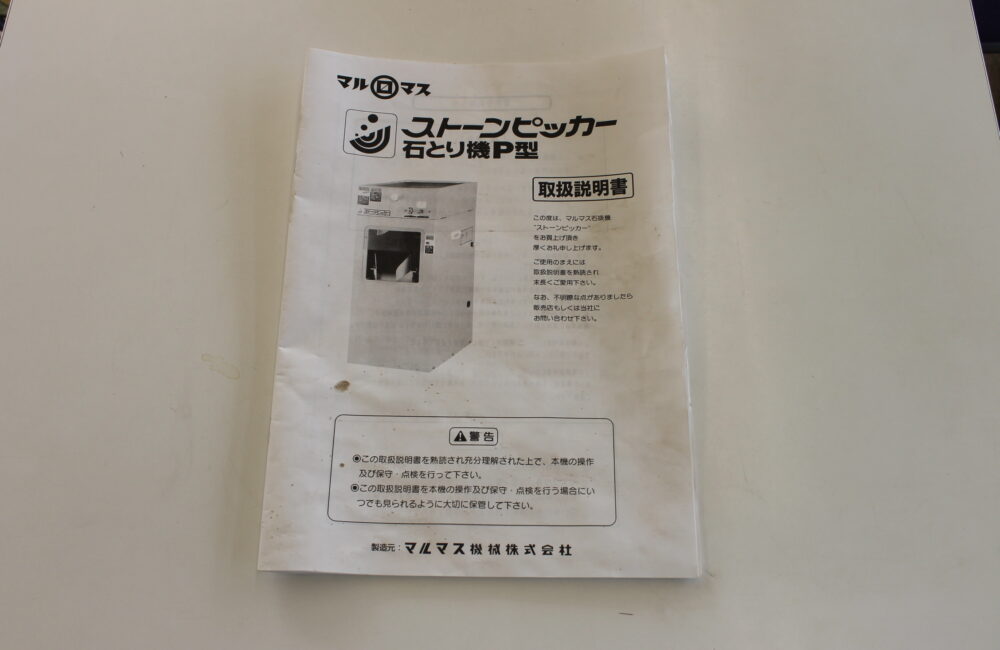 マル マス
ストーンピッカー
石とり機P型
取扱説明書
この度は、マルマス石抜機
"ストーンピッカー"
をお買上げ頂き
厚くお礼申し上げます。
ご使用のまえには
取扱説明書を熟読され
末長くご愛用下さい。
なお、不明瞭な点がありましたら
販売店もしくは当社に
お問い合わせ下さい。
ストーンピッカー
警告
◉この取扱説明書を熟読され充分理解された上で、本機の操作
及び保守・点検を行って下さい。
◉この取扱説明書を本機の操作及び保守・点検を行う場合にい
つでも見られるように大切に保管して下さい。
製造元：マルマス機械株式会社